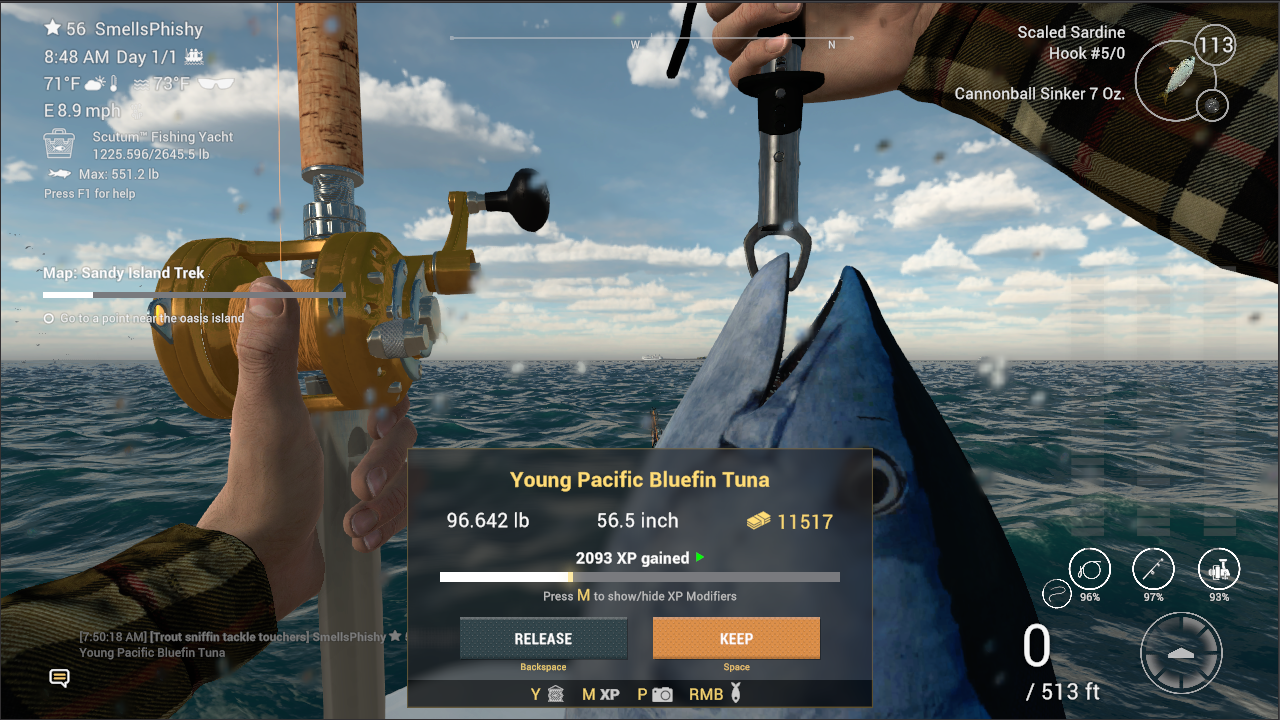 56 SmellsPhishy
8:48 AM Day 1/1
71°F 73°F
E 8.9 mph
Scutum™ Fishing Yacht
1225.596/2645.5 lb
Max: 551.2 lb
Press F1 for help
W
N
Scaled Sardine
Hook #5/0
113
Cannonball Sinker 7 Oz.
Map: Sandy Island Trek
Go to a point near the oasis island
Young Pacific Bluefin Tuna
96.642 lb 56.5 inch 11517
2093 XP gained
Press M to show/hide XP Modifiers
RELEASE KEEP
Backspace Space
Y M XP P RMB
[7:50:18 AM] [Trout sniffin tackle touchers] SmellsPhishy
Young Pacific Bluefin Tuna
96% 97% 93%
0
/ 513 ft